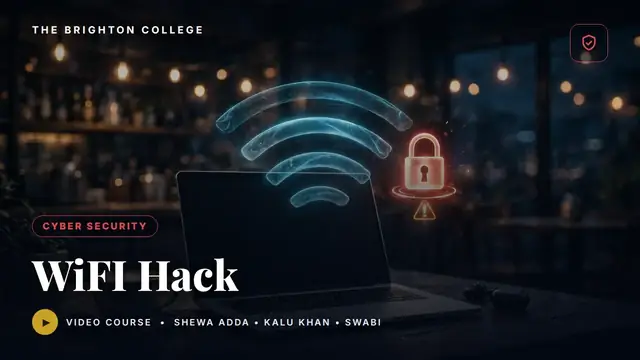 THE BRIGHTON COLLEGE
CYBER SECURITY
WiFI Hack
VIDEO COURSE • SHEWA ADDA • KALU KHAN • SWABI